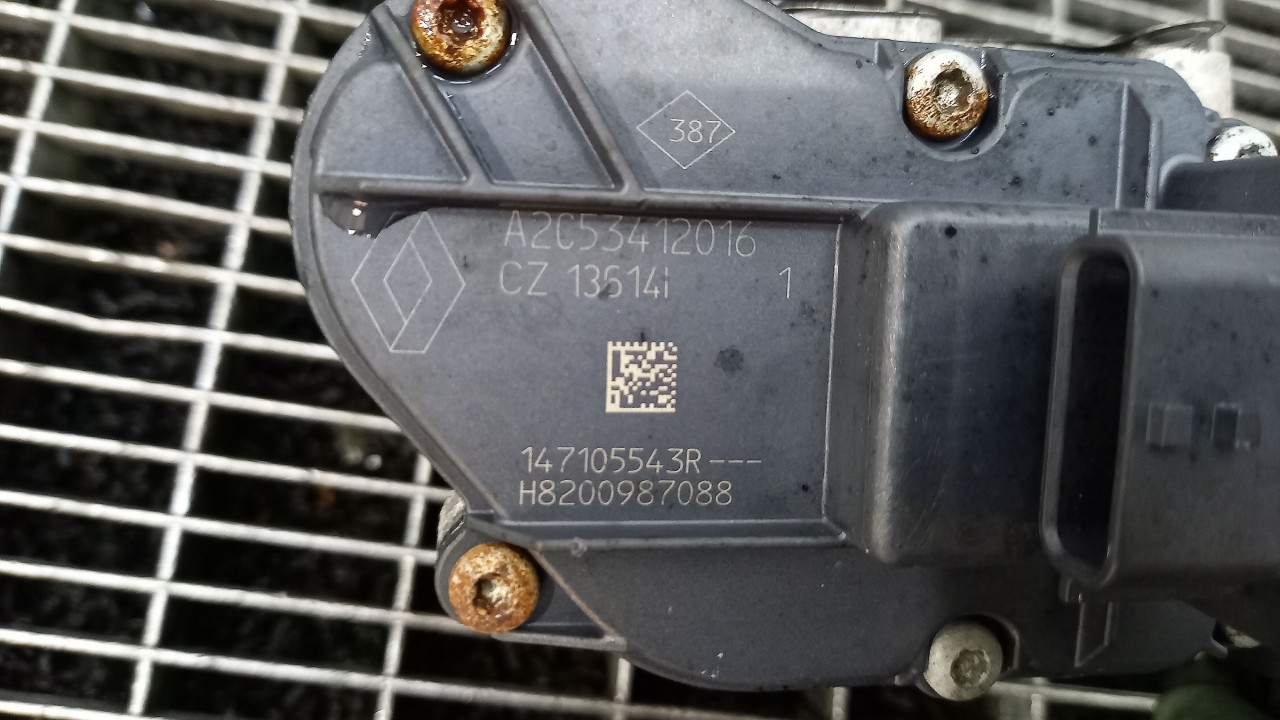 387
A2C53412016
CZ 13614i 1
147105543R---
H8200987088